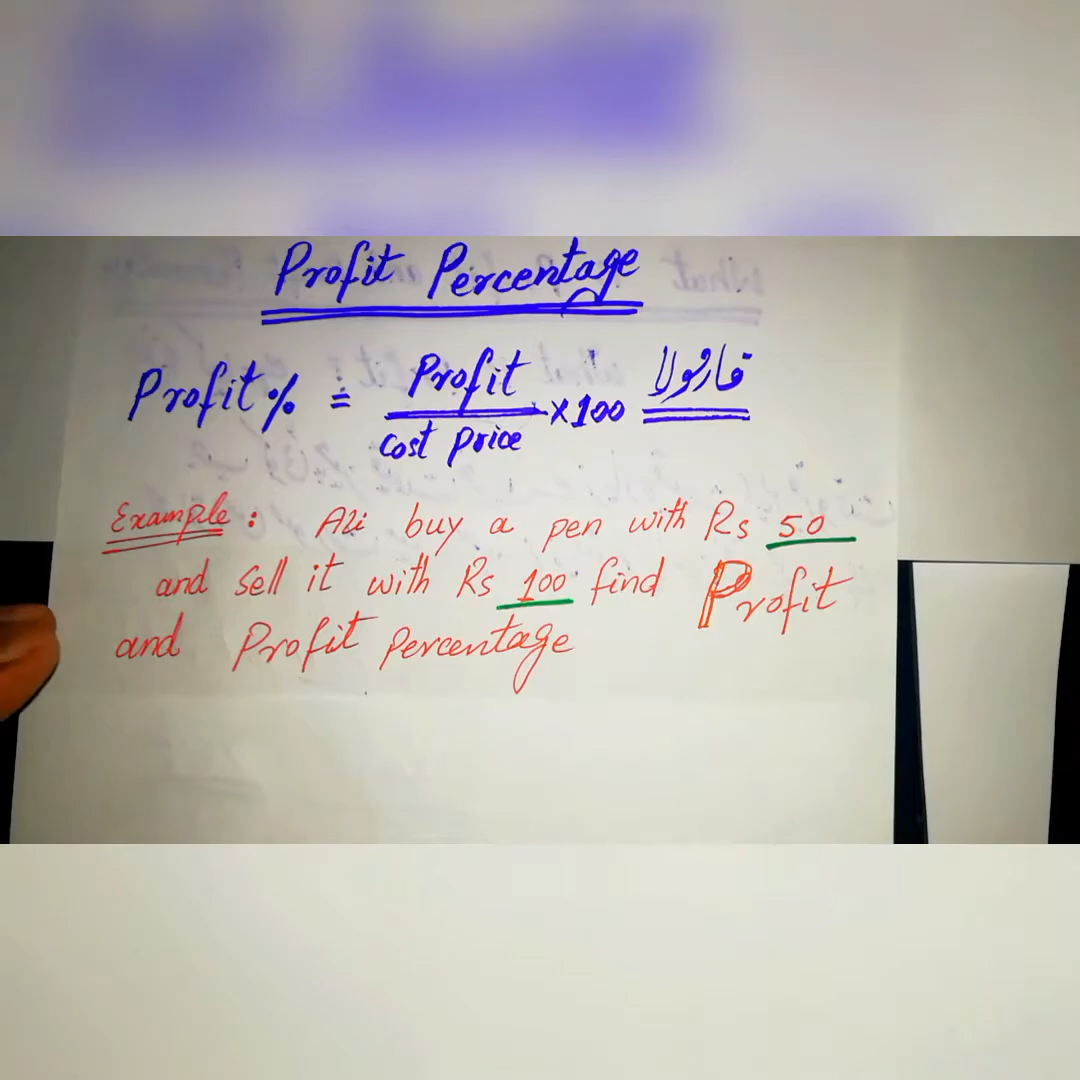 Profit Percentage
Profit % = Profit / Cost Price × 100 فارمولا
Example: Ali buy a pen with Rs 50
and sell it with Rs 100 find Profit
and Profit Percentage